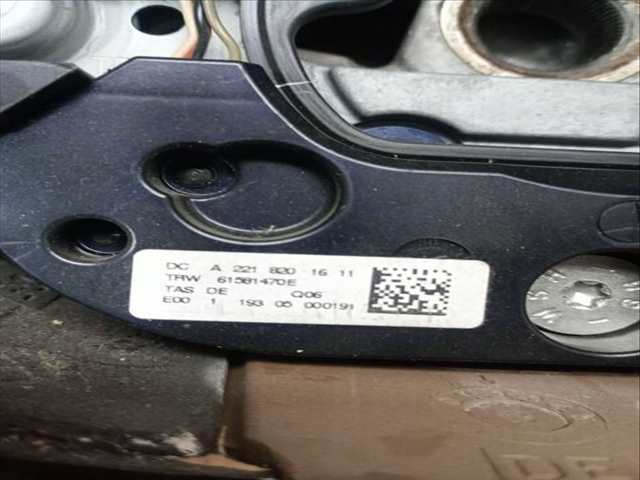 DC A 221 820 16 11
TRW 61581470E
TAS DE Q06
E00 1 193 05 000191